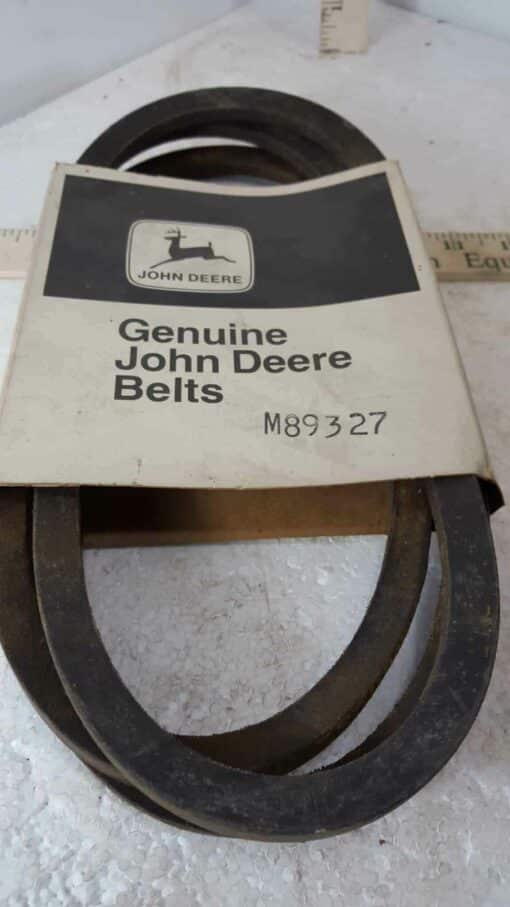 JOHN DEERE
Genuine
John Deere
Belts
M89327